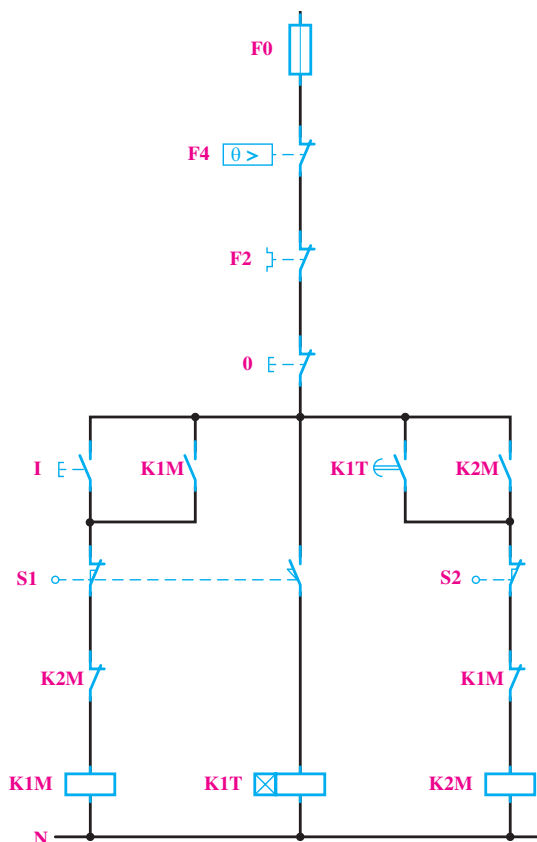 F0
F4 θ >
F2
0
I K1M K1T K2M
S1 S2
K2M K1M
K1M K1T K2M
N